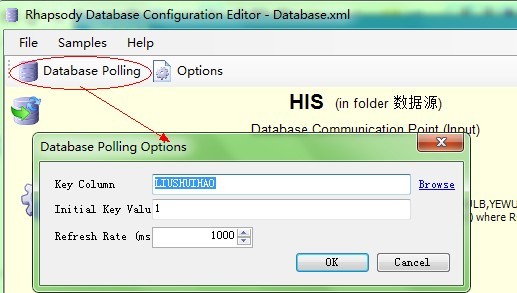 Rhapsody Database Configuration Editor - Database.xml
File Samples Help
Database Polling Options
HIS (in folder 数据源)
Database Communication Point (Input)
Database Polling Options
Key Column LIUSHUIHAO Browse
Initial Key Valu 1
JLB,YEWU
Refresh Rate (ms 1000
) where R
OK Cancel